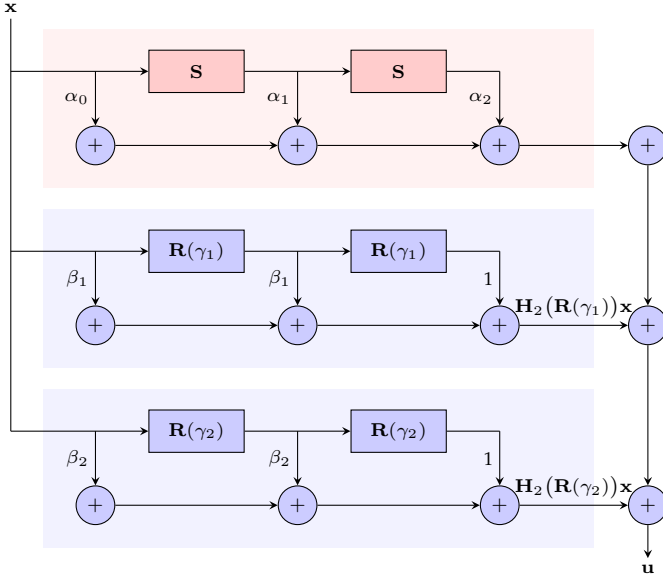 x
S S
α₀ α₁ α₂
+ + + +
R(γ₁) R(γ₁)
β₁ β₁ 1
H₂(R(γ₁))x
+ + + +
R(γ₂) R(γ₂)
β₂ β₂ 1
H₂(R(γ₂))x
+ + + +
u